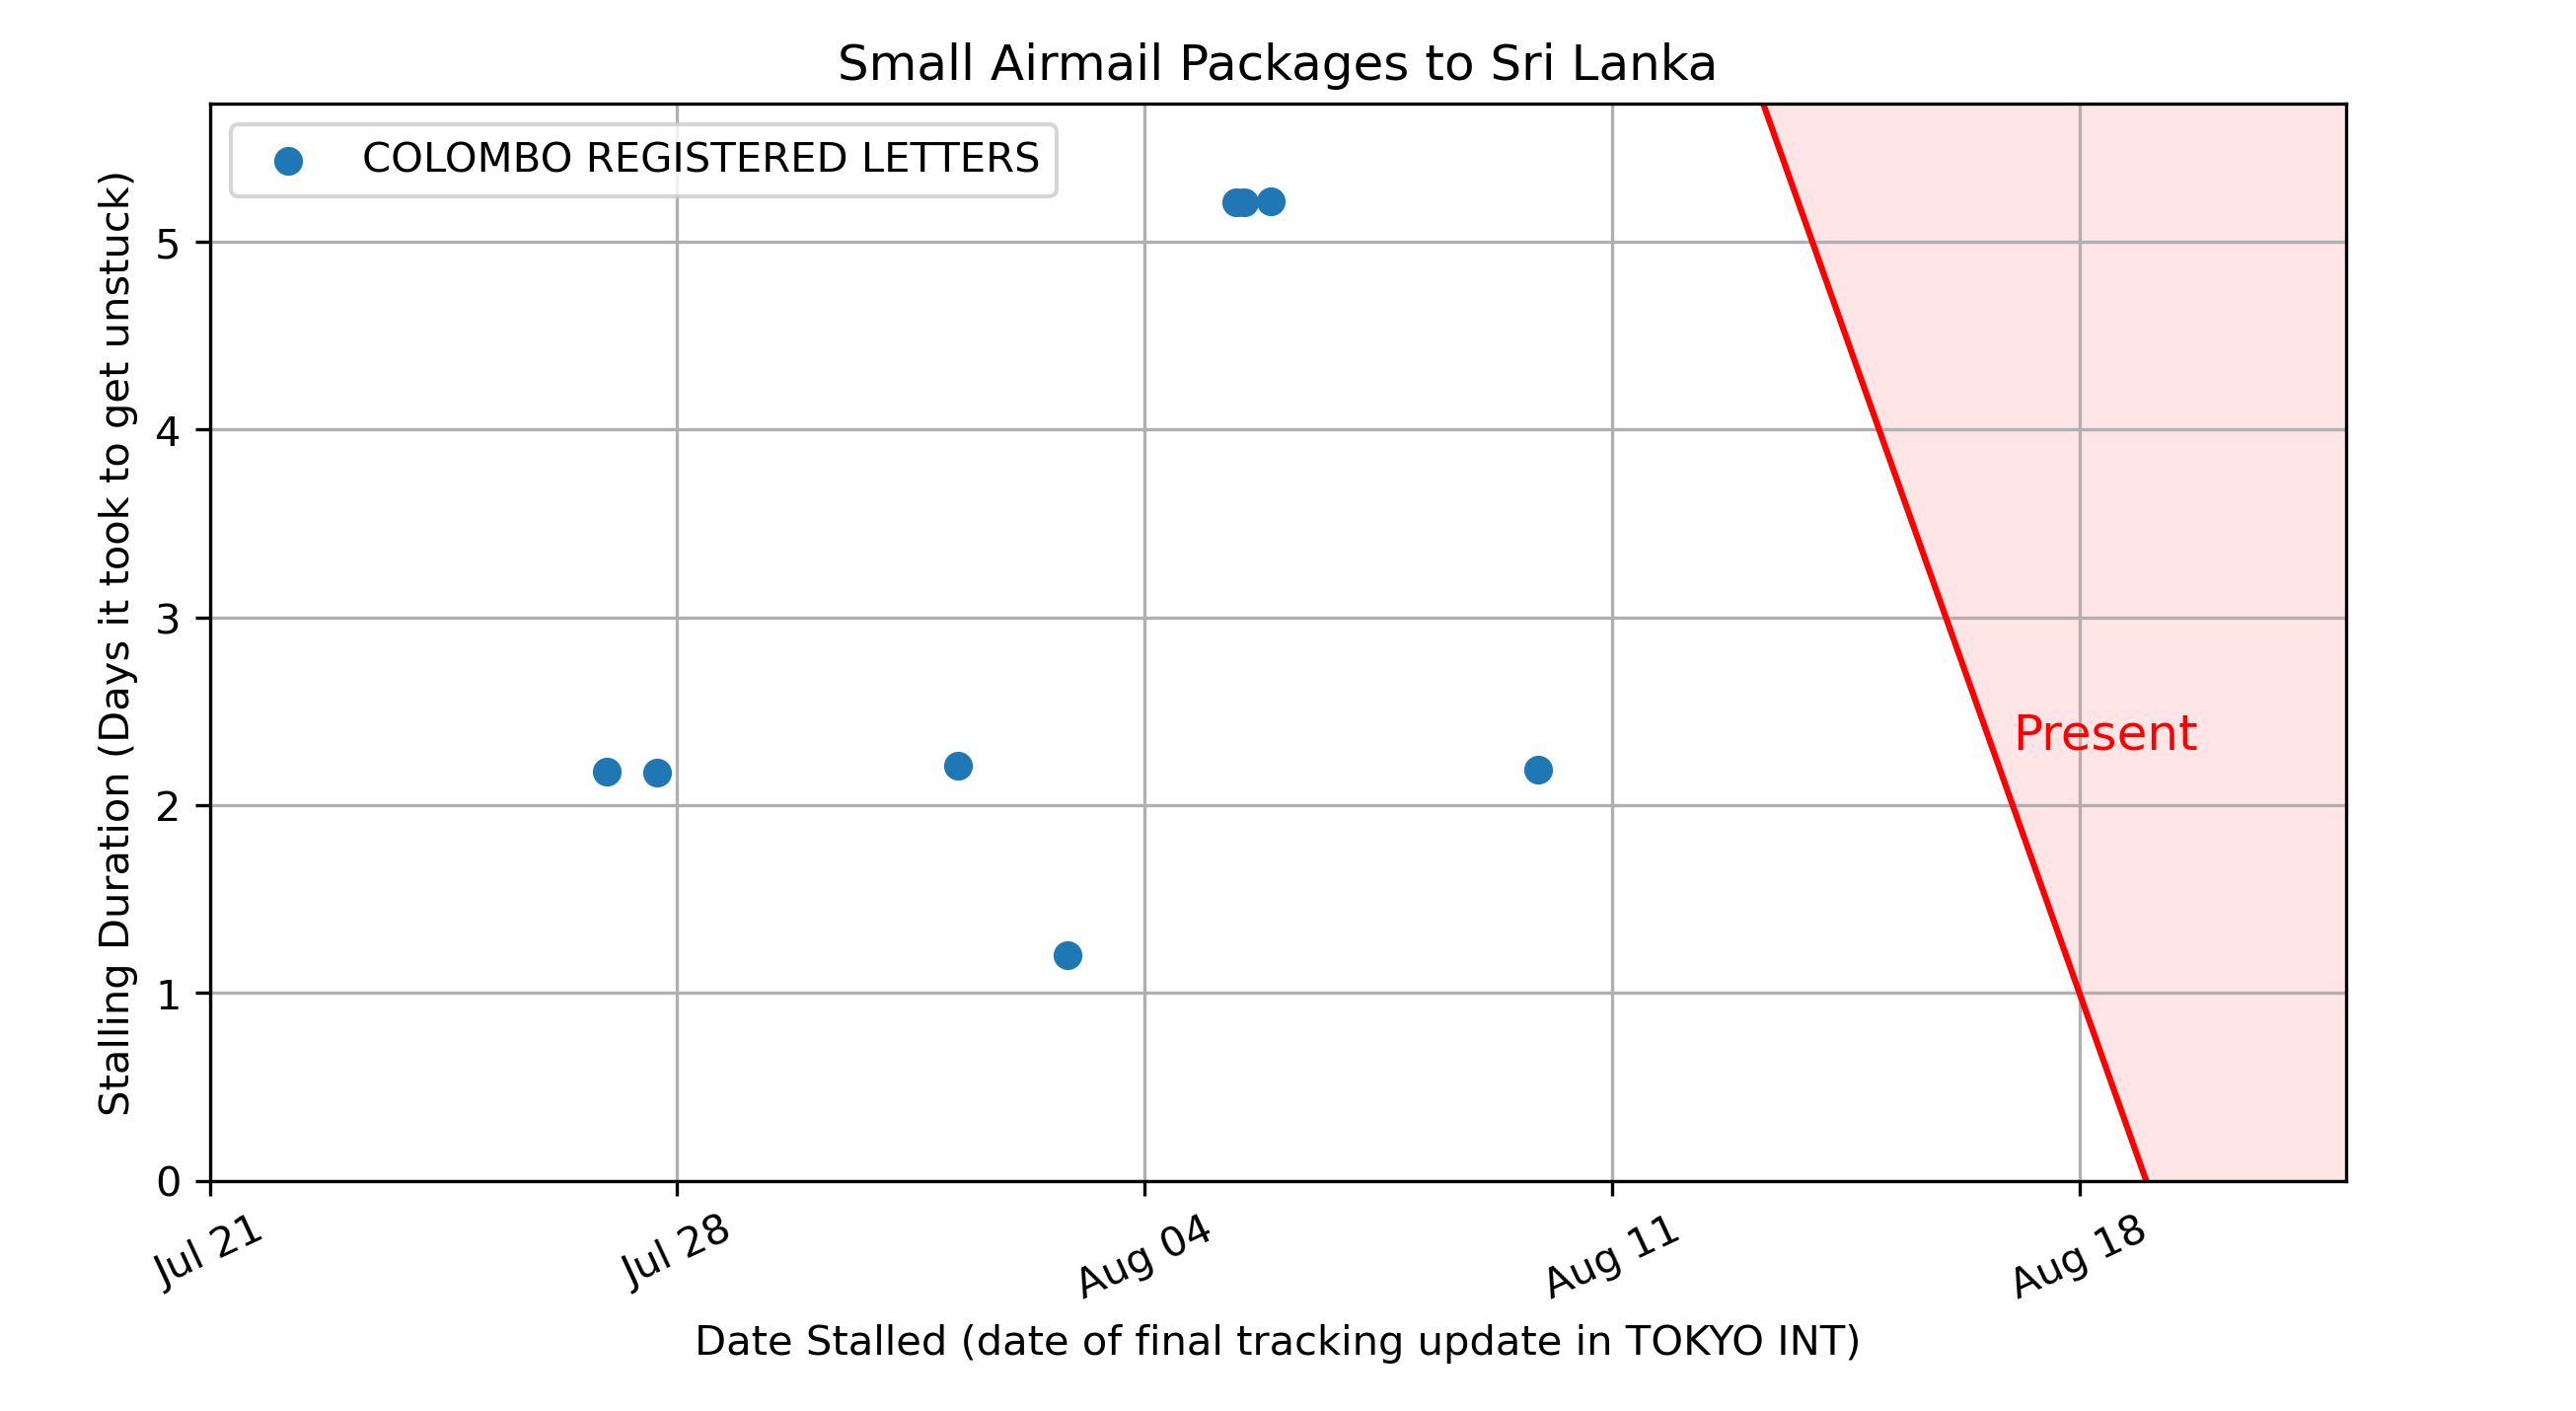 Small Airmail Packages to Sri Lanka
COLOMBO REGISTERED LETTERS
Stalling Duration (Days it took to get unstuck)
5
4
3
2
1
0
Present
Jul 21
Jul 28
Aug 04
Aug 11
Aug 18
Date Stalled (date of final tracking update in TOKYO INT)